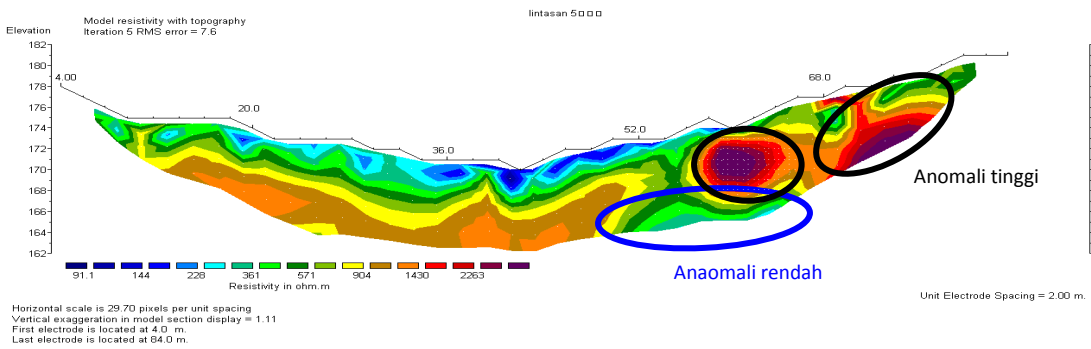 lintasan 5□□□
Model resistivity with topography
Iteration 5 RMS error = 7.6
Elevation
182
180
178
176
174
172
170
168
166
164
162
4.00
20.0
36.0
52.0
68.0
Anomali tinggi
Anaomali rendah
91.1 144 228 361 571 904 1430 2263
Resistivity in ohm.m
Unit Electrode Spacing = 2.00 m.
Horizontal scale is 29.70 pixels per unit spacing
Vertical exaggeration in model section display = 1.11
First electrode is located at 4.0 m.
Last electrode is located at 84.0 m.